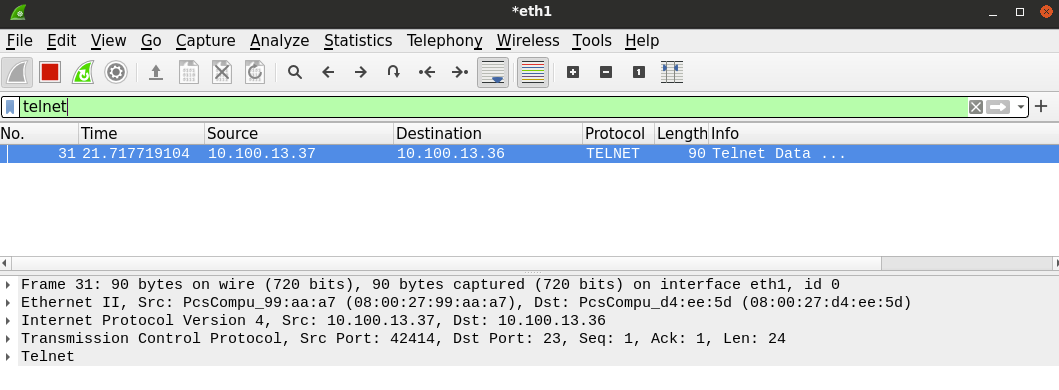 *eth1
File Edit View Go Capture Analyze Statistics Telephony Wireless Tools Help
1
telnet
No. Time Source Destination Protocol Length Info
31 21.717719104 10.100.13.37 10.100.13.36 TELNET 90 Telnet Data ...
Frame 31: 90 bytes on wire (720 bits), 90 bytes captured (720 bits) on interface eth1, id 0
Ethernet II, Src: PcsCompu_99:aa:a7 (08:00:27:99:aa:a7), Dst: PcsCompu_d4:ee:5d (08:00:27:d4:ee:5d)
Internet Protocol Version 4, Src: 10.100.13.37, Dst: 10.100.13.36
Transmission Control Protocol, Src Port: 42414, Dst Port: 23, Seq: 1, Ack: 1, Len: 24
Telnet